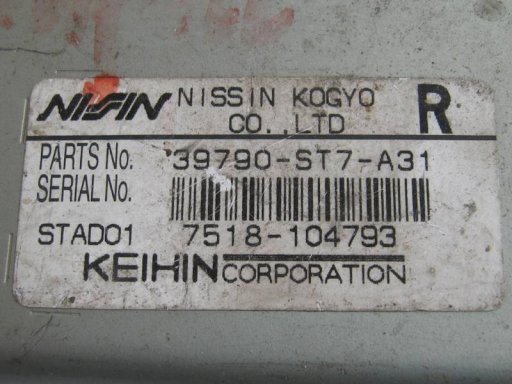 NISSIN NISSIN KOGYO R
CO., LTD
PARTS No. 39790-ST7-A31
SERIAL No.
STAD01 7518-104793
KEIHIN CORPORATION